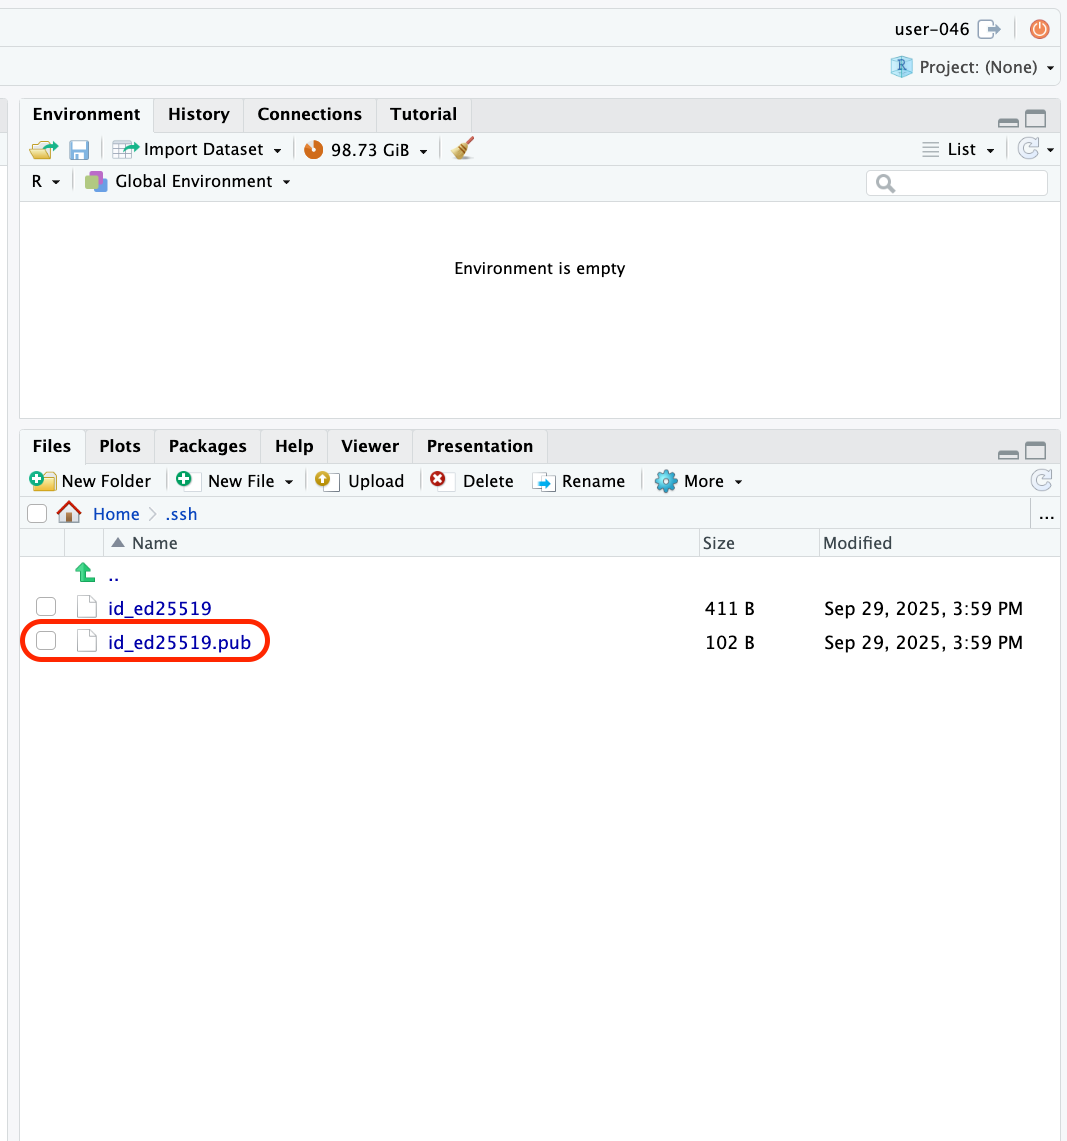 user-046
Project: (None)
Environment History Connections Tutorial
Import Dataset 98.73 GiB List
R Global Environment
Environment is empty
Files Plots Packages Help Viewer Presentation
New Folder New File Upload Delete Rename More
Home .ssh ...
Name Size Modified
..
id_ed25519 411 B Sep 29, 2025, 3:59 PM
id_ed25519.pub 102 B Sep 29, 2025, 3:59 PM